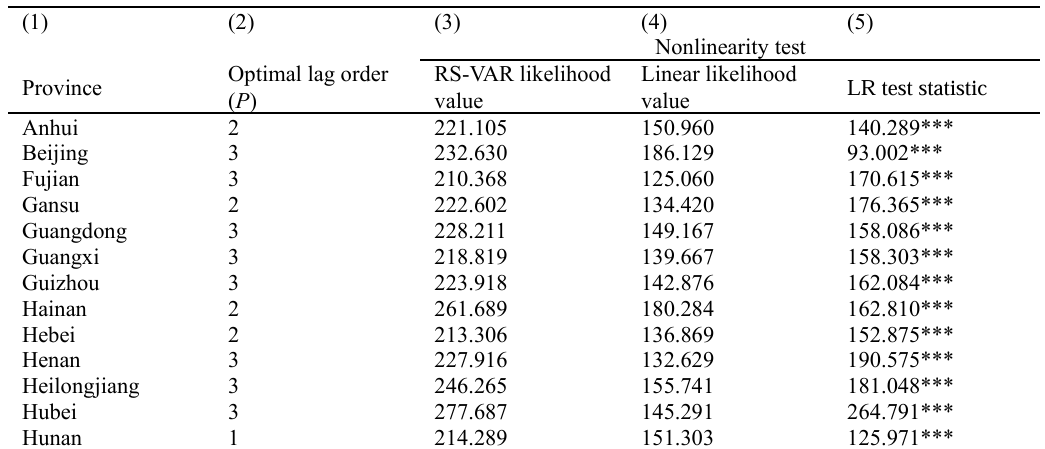 (1) (2) (3) (4) (5)
Nonlinearity test
Province Optimal lag order (P) RS-VAR likelihood value Linear likelihood value LR test statistic
Anhui 2 221.105 150.960 140.289***
Beijing 3 232.630 186.129 93.002***
Fujian 3 210.368 125.060 170.615***
Gansu 2 222.602 134.420 176.365***
Guangdong 3 228.211 149.167 158.086***
Guangxi 3 218.819 139.667 158.303***
Guizhou 3 223.918 142.876 162.084***
Hainan 2 261.689 180.284 162.810***
Hebei 2 213.306 136.869 152.875***
Henan 3 227.916 132.629 190.575***
Heilongjiang 3 246.265 155.741 181.048***
Hubei 3 277.687 145.291 264.791***
Hunan 1 214.289 151.303 125.971***